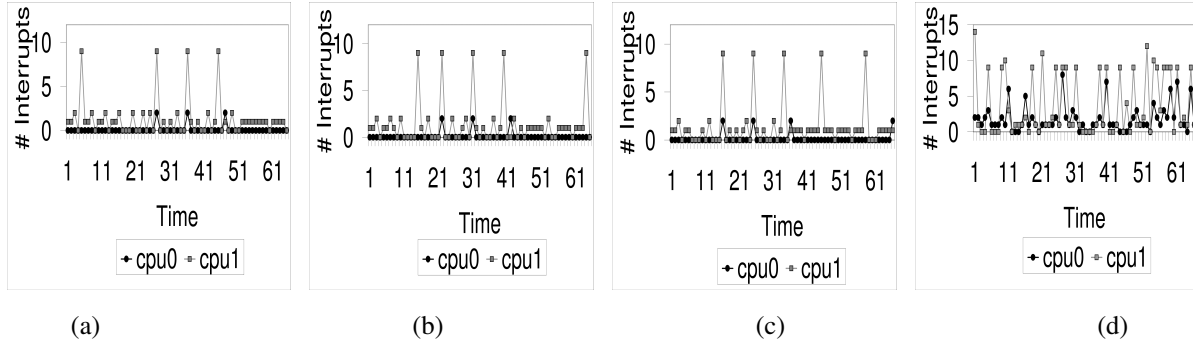 # Interrupts
10
5
0
1 11 21 31 41 51 61
Time
cpu0 cpu1
(a)
# Interrupts
10
5
0
1 11 21 31 41 51 61
Time
cpu0 cpu1
(b)
# Interrupts
10
5
0
1 11 21 31 41 51 61
Time
cpu0 cpu1
(c)
# Interrupts
15
10
5
0
1 11 21 31 41 51 61
Time
cpu0 cpu1
(d)